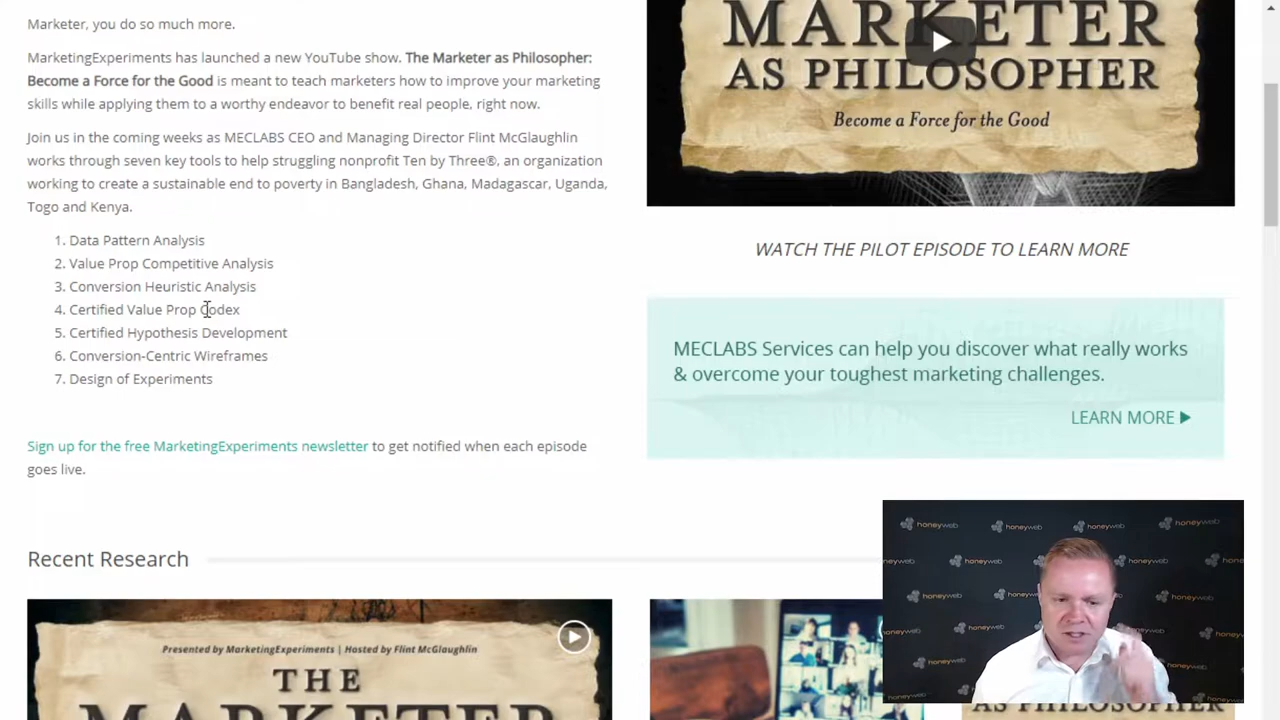 Marketer, you do so much more.
MarketingExperiments has launched a new YouTube show. The Marketer as Philosopher:
Become a Force for the Good is meant to teach marketers how to improve your marketing
skills while applying them to a worthy endeavor to benefit real people, right now.
Join us in the coming weeks as MECLABS CEO and Managing Director Flint McGlaughlin
works through seven key tools to help struggling nonprofit Ten by Three®, an organization
working to create a sustainable end to poverty in Bangladesh, Ghana, Madagascar, Uganda,
Togo and Kenya.
1. Data Pattern Analysis
2. Value Prop Competitive Analysis
3. Conversion Heuristic Analysis
4. Certified Value Prop Codex
5. Certified Hypothesis Development
6. Conversion-Centric Wireframes
7. Design of Experiments
Sign up for the free MarketingExperiments newsletter to get notified when each episode
goes live.
MARKETER
AS PHILOSOPHER
Become a Force for the Good
WATCH THE PILOT EPISODE TO LEARN MORE
MECLABS Services can help you discover what really works
& overcome your toughest marketing challenges.
LEARN MORE
Recent Research
Presented by MarketingExperiments | Hosted by Flint McGlaughlin
THE
MARKETER
AS PHILOSOPHER
honeyweb honeyweb honeyweb honeyweb